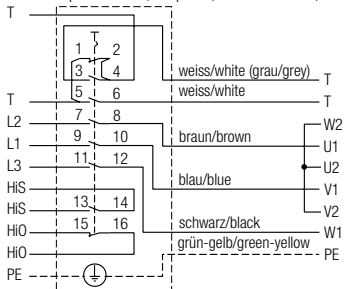 T
1 2
3 4
weiss/white (grau/grey) T
T 5 6 weiss/white T
L2 7 8 W2
braun/brown U1
L1 9 10 U2
L3 11 12 blau/blue V1
HiS
HiS 13 14 V2
schwarz/black W1
HiO 15 16
grün-gelb/green-yellow PE
HiO
PE